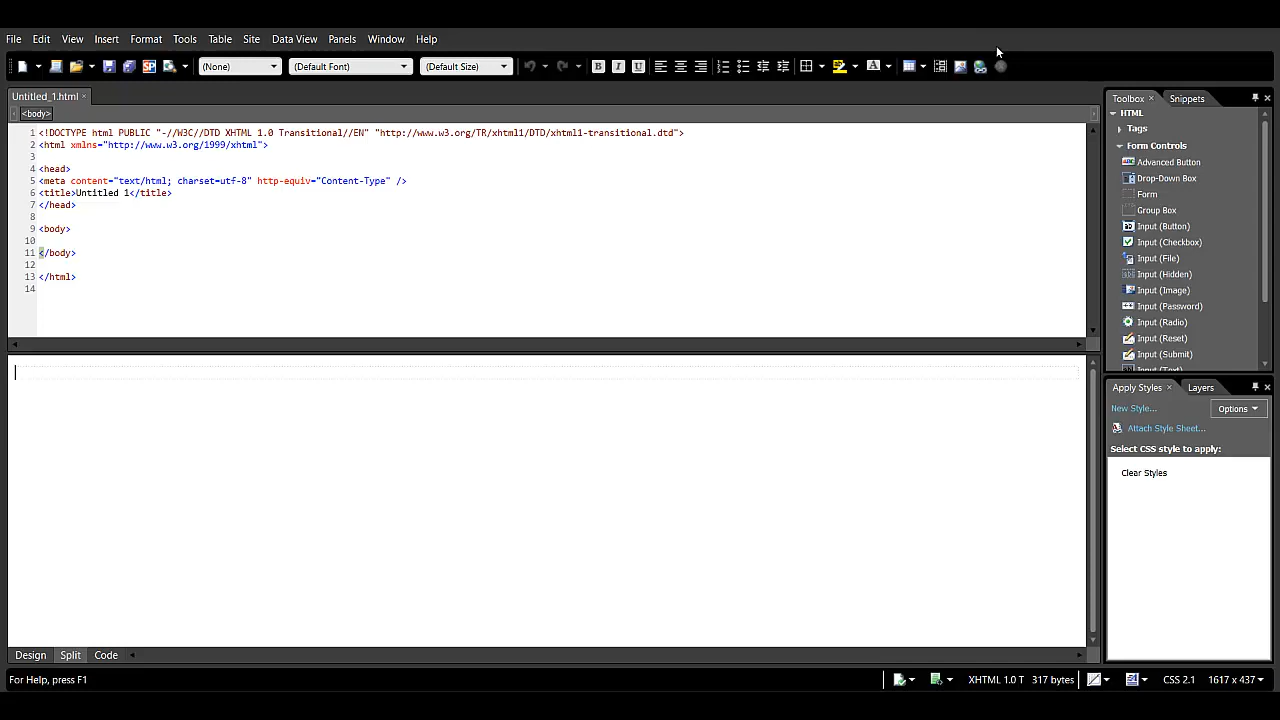 File Edit View Insert Format Tools Table Site Data View Panels Window Help
(None) (Default Font) (Default Size) B I U A
Untitled_1.html ×
<body>
1 <!DOCTYPE html PUBLIC "-//W3C//DTD XHTML 1.0 Transitional//EN" "http://www.w3.org/TR/xhtml1/DTD/xhtml1-transitional.dtd">
2 <html xmlns="http://www.w3.org/1999/xhtml">
3
4 <head>
5 <meta content="text/html; charset=utf-8" http-equiv="Content-Type" />
6 <title>Untitled 1</title>
7 </head>
8
9 <body>
10
11 </body>
12
13 </html>
14
Design Split Code
For Help, press F1
Toolbox × Snippets
HTML
Tags
Form Controls
Advanced Button
Drop-Down Box
Form
Group Box
Input (Button)
Input (Checkbox)
Input (File)
Input (Hidden)
Input (Image)
Input (Password)
Input (Radio)
Input (Reset)
Input (Submit)
Input (Text)
Apply Styles × Layers
New Style... Options
Attach Style Sheet...
Select CSS style to apply:
Clear Styles
XHTML 1.0 T 317 bytes CSS 2.1 1617 x 437